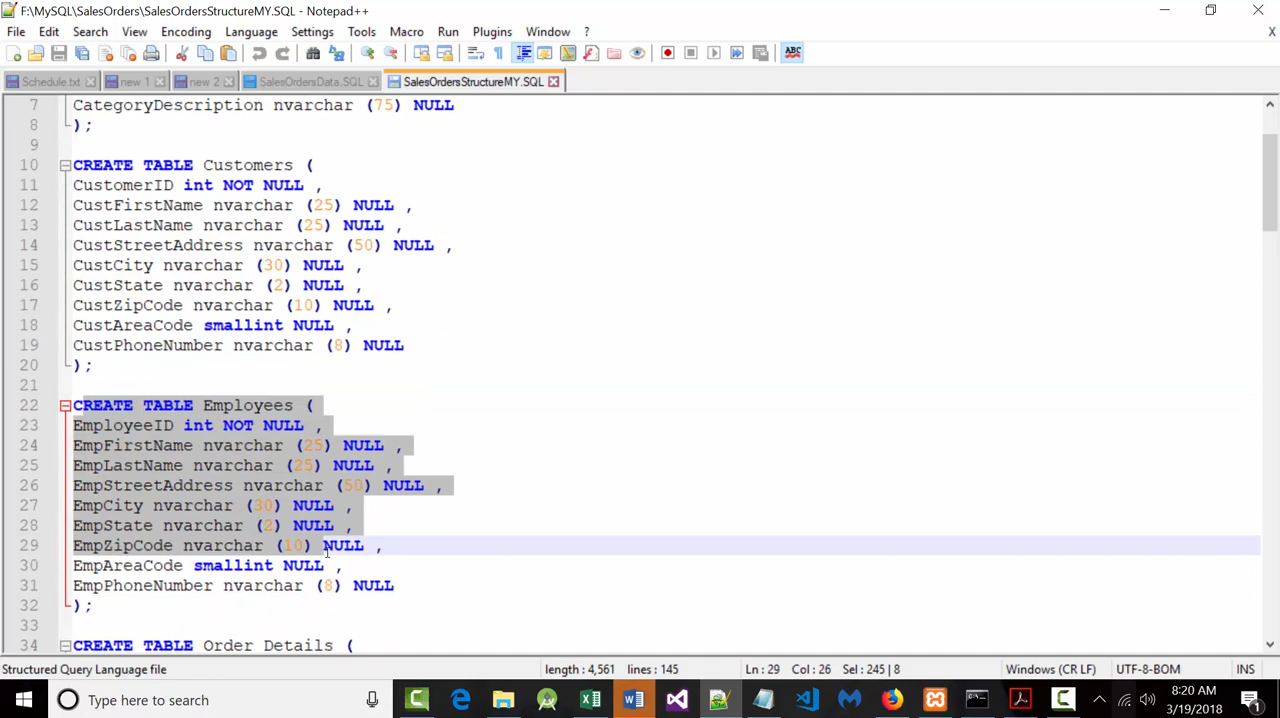 F:\MySQL\SalesOrders\SalesOrdersStructureMY.SQL - Notepad++
File Edit Search View Encoding Language Settings Tools Macro Run Plugins Window ? X
ABC
Schedule.txt new 1 new 2 SalesOrdersData.SQL SalesOrdersStructureMY.SQL
7 CategoryDescription nvarchar (75) NULL
8 );
9
10 CREATE TABLE Customers (
11 CustomerID int NOT NULL ,
12 CustFirstName nvarchar (25) NULL ,
13 CustLastName nvarchar (25) NULL ,
14 CustStreetAddress nvarchar (50) NULL ,
15 CustCity nvarchar (30) NULL ,
16 CustState nvarchar (2) NULL ,
17 CustZipCode nvarchar (10) NULL ,
18 CustAreaCode smallint NULL ,
19 CustPhoneNumber nvarchar (8) NULL
20 );
21
22 CREATE TABLE Employees (
23 EmployeeID int NOT NULL ,
24 EmpFirstName nvarchar (25) NULL ,
25 EmpLastName nvarchar (25) NULL ,
26 EmpStreetAddress nvarchar (50) NULL ,
27 EmpCity nvarchar (30) NULL ,
28 EmpState nvarchar (2) NULL ,
29 EmpZipCode nvarchar (10) NULL ,
30 EmpAreaCode smallint NULL ,
31 EmpPhoneNumber nvarchar (8) NULL
32 );
33
34 CREATE TABLE Order Details (
Structured Query Language file length : 4,561 lines : 145 Ln : 29 Col : 26 Sel : 245 | 8 Windows (CR LF) UTF-8-BOM INS
Type here to search 8:20 AM
3/19/2018